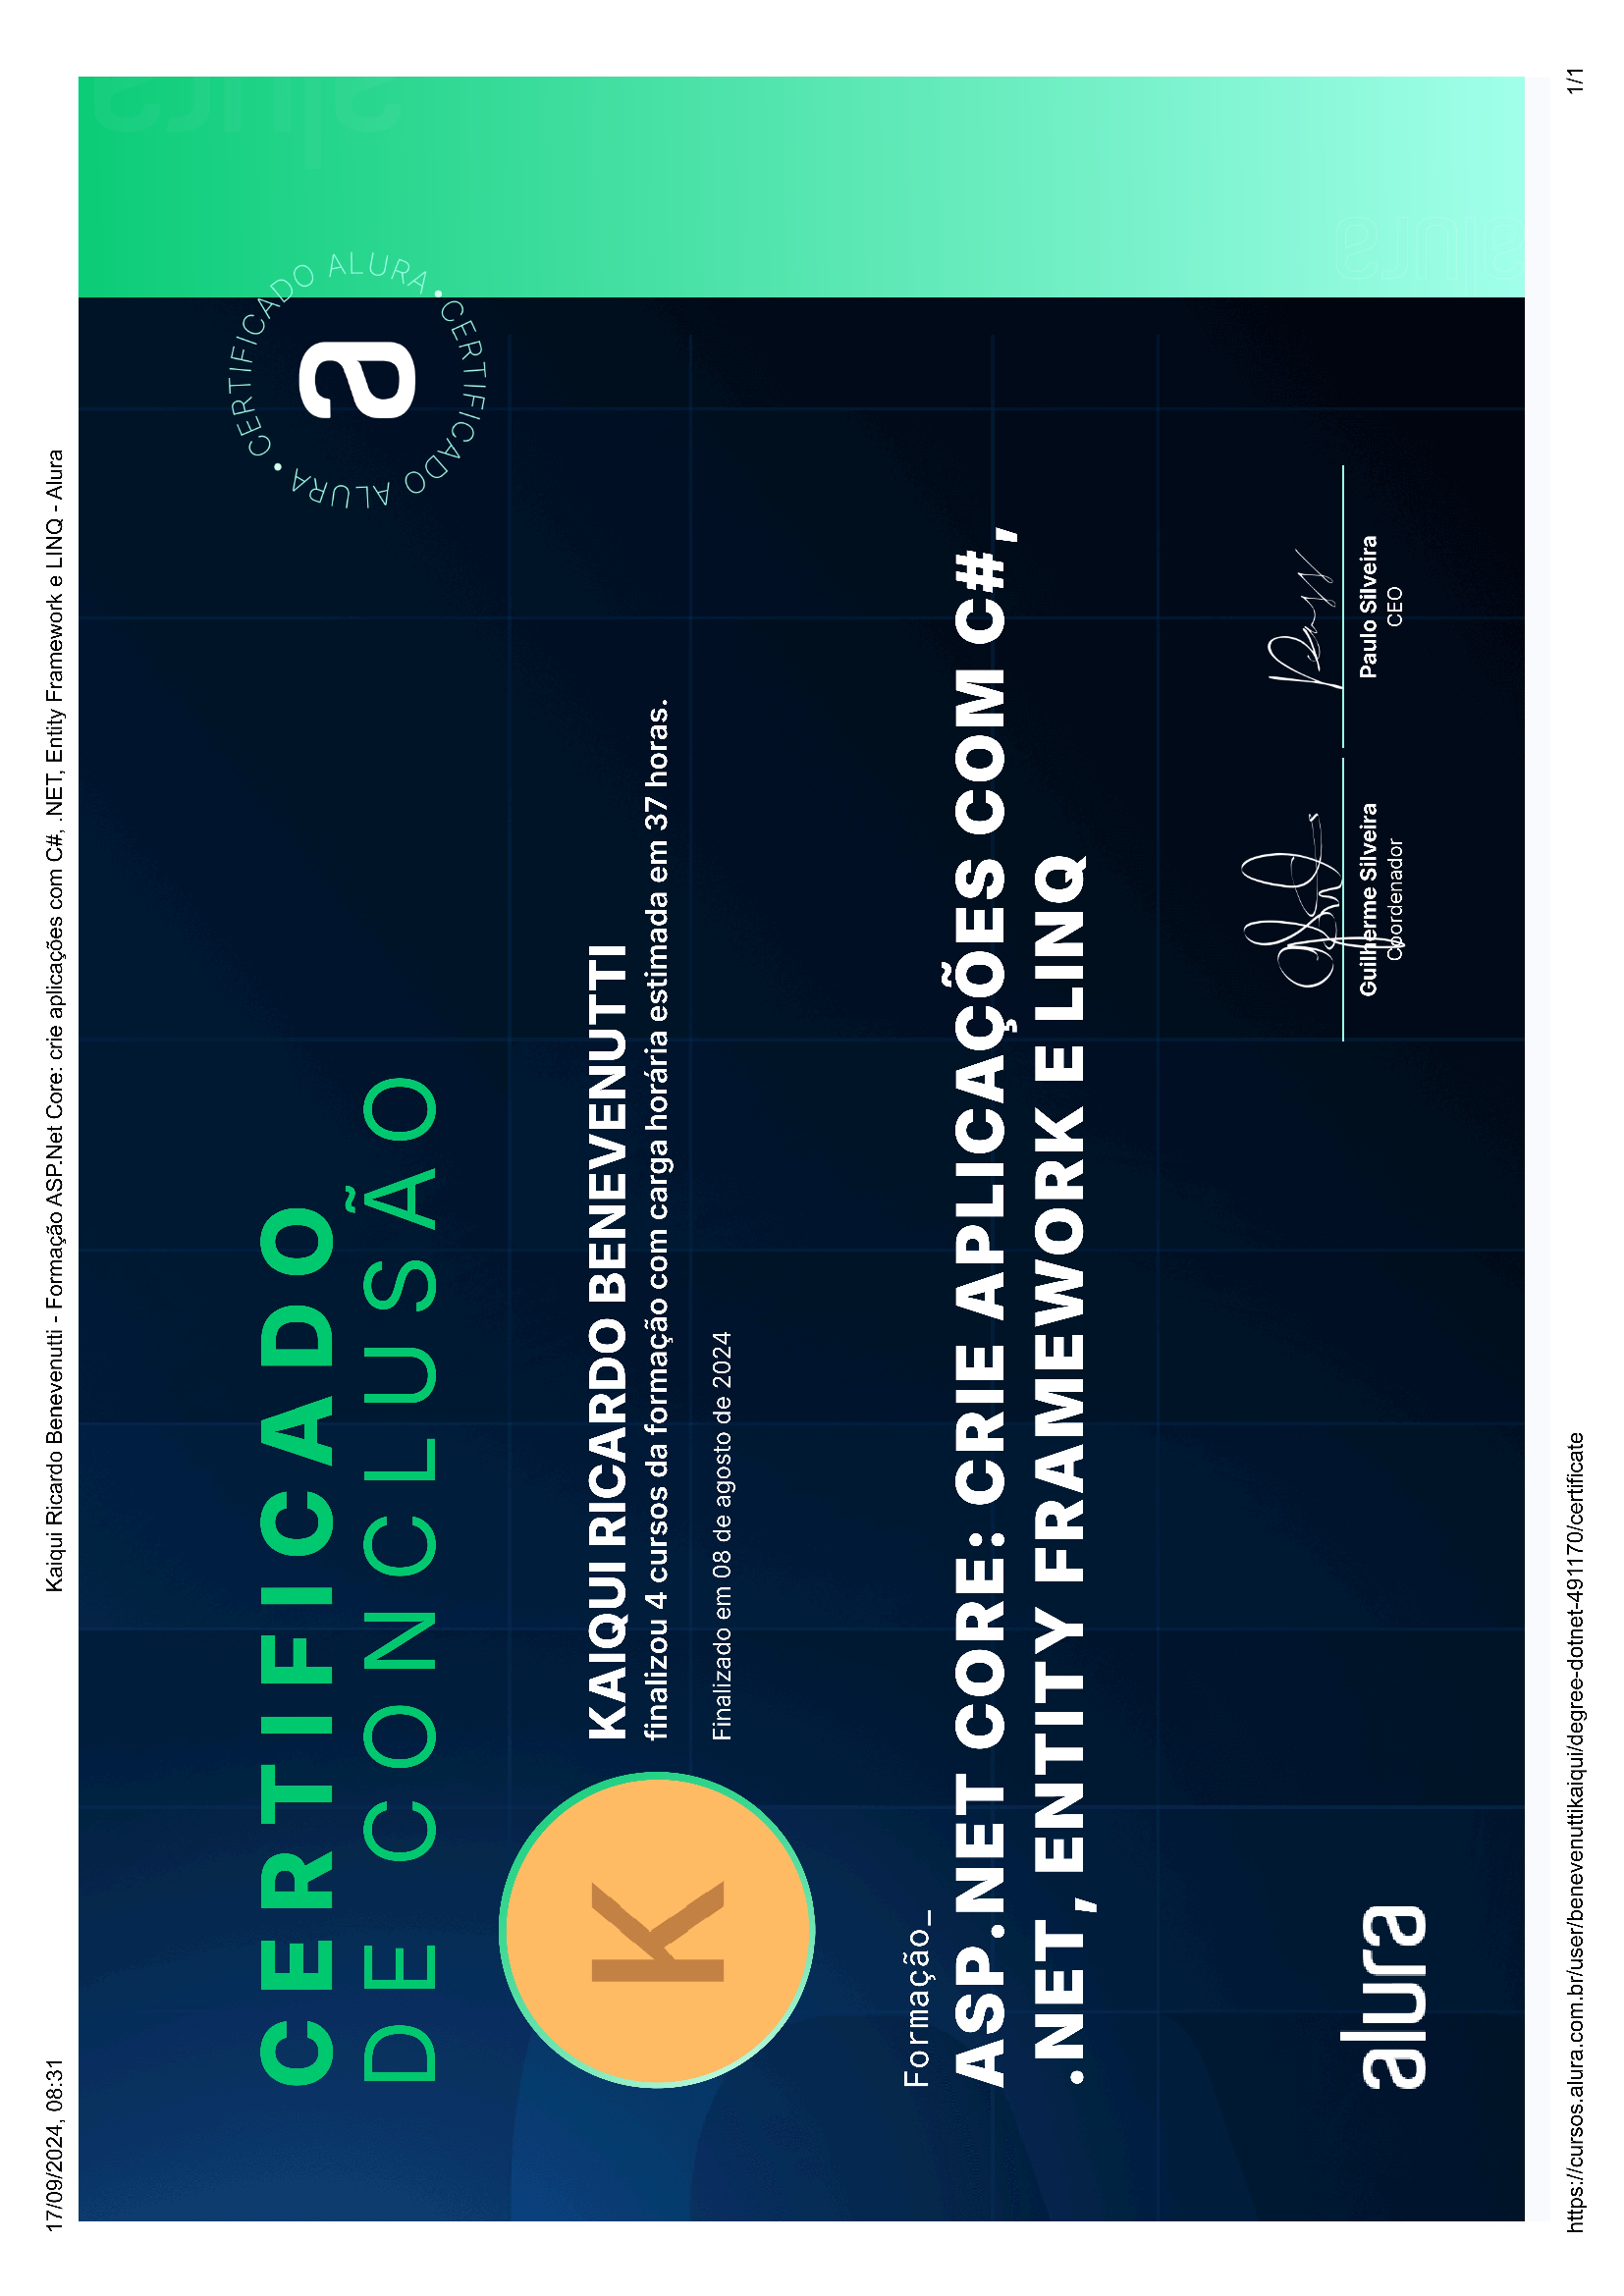 17/09/2024, 08:31
Kaiqui Ricardo Benevenutti - Formação ASP.Net Core: crie aplicações com C#, .NET, Entity Framework e LINQ - Alura
alura
CERTIFICADO
DE CONCLUSÃO
CERTIFICADO ALURA • CERTIFICADO ALURA •
a
K
KAIQUI RICARDO BENEVENUTTI
finalizou 4 cursos da formação com carga horária estimada em 37 horas.
Finalizado em 08 de agosto de 2024
Formação_
ASP.NET CORE: CRIE APLICAÇÕES COM C#,
.NET, ENTITY FRAMEWORK E LINQ
alura
Guilherme Silveira
Coordenador
Paulo Silveira
CEO
alura
https://cursos.alura.com.br/user/benevenuttikaiqui/degree-dotnet-491170/certificate
1/1